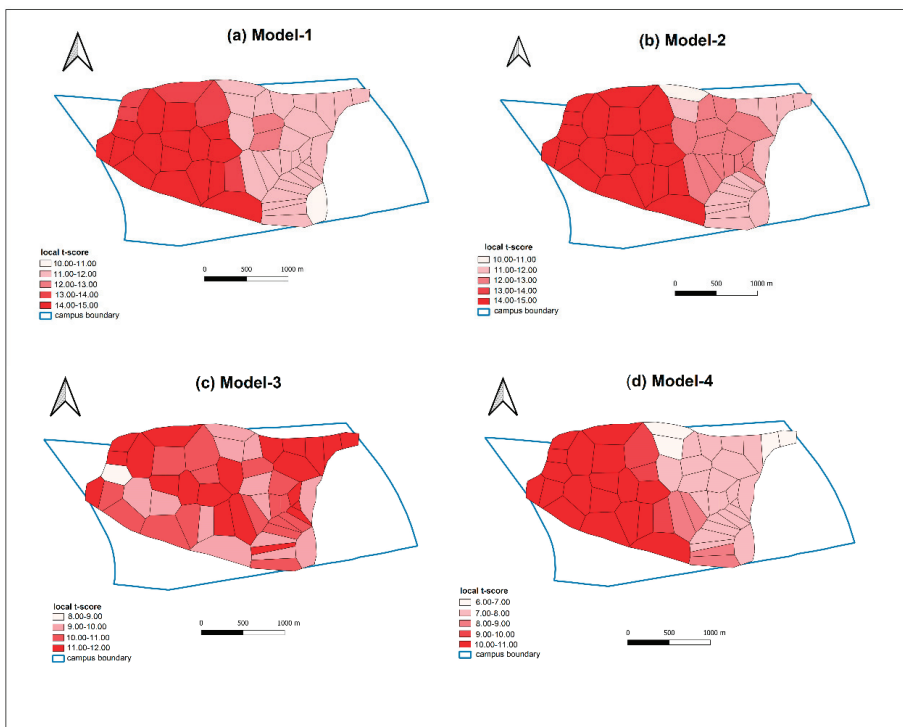 (a) Model-1
local t-score
10.00-11.00
11.00-12.00
12.00-13.00
13.00-14.00
14.00-15.00
campus boundary
0 500 1000 m
(b) Model-2
local t-score
10.00-11.00
11.00-12.00
12.00-13.00
13.00-14.00
14.00-15.00
campus boundary
0 500 1000 m
(c) Model-3
local t-score
8.00-9.00
9.00-10.00
10.00-11.00
11.00-12.00
campus boundary
0 500 1000 m
(d) Model-4
local t-score
6.00-7.00
7.00-8.00
8.00-9.00
9.00-10.00
10.00-11.00
campus boundary
0 500 1000 m